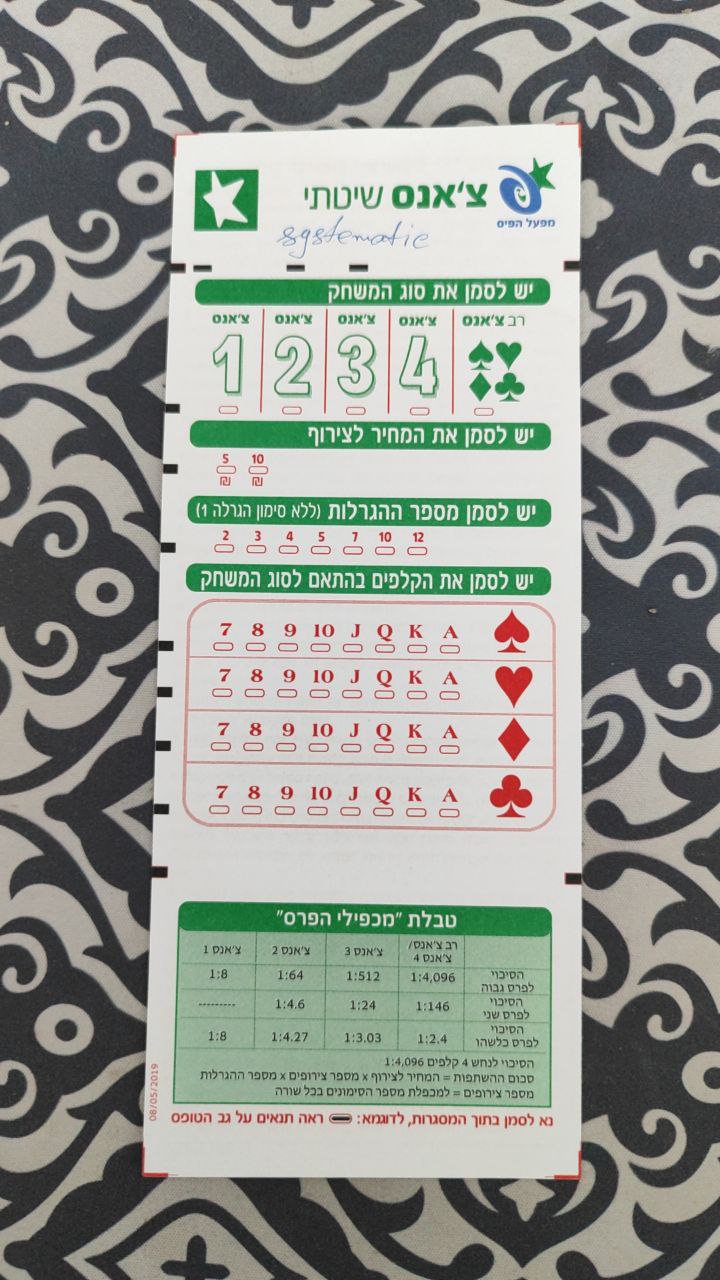 צ׳אנס שיטתי
מפעל הפיס
systematic
יש לסמן את סוג המשחק
רב צ׳אנס צ׳אנס צ׳אנס צ׳אנס צ׳אנס
1 2 3 4
יש לסמן את המחיר לצירוף
5 10
₪ ₪
יש לסמן מספר ההגרלות (ללא סימון הגרלה 1)
2 3 4 5 7 10 12
יש לסמן את הקלפים בהתאם לסוג המשחק
7 8 9 10 J Q K A ♠
7 8 9 10 J Q K A ♥
7 8 9 10 J Q K A ♦
7 8 9 10 J Q K A ♣
טבלת "מכפילי הפרס"
רב צ׳אנס/ צ׳אנס 4 צ׳אנס 3 צ׳אנס 2 צ׳אנס 1
הסיכוי לפרס גבוה 1:4,096 1:512 1:64 1:8
הסיכוי לפרס שני 1:146 1:24 1:4.6 ---------
הסיכוי לפרס כלשהו 1:2.4 1:3.03 1:4.27 1:8
הסיכוי לנחש 4 קלפים 1:4,096
סכום ההשתפות = המחיר לצירוף x מספר צירופים x מספר ההגרלות
מספר צירופים = למכפלת מספר הסימונים בכל שורה
נא לסמן בתוך המסגרות, לדוגמא: ראה תנאים על גב הטופס
08/05/2019